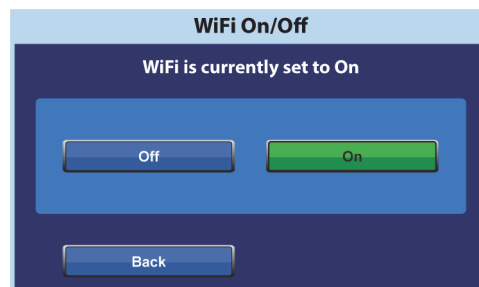 WiFi On/Off
WiFi is currently set to On
Off
On
Back